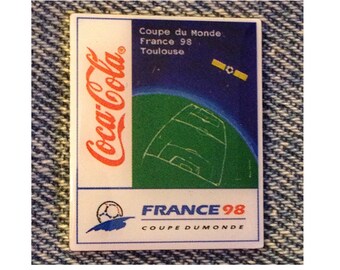 Coupe du Monde
France 98
Toulouse
Coca-Cola®
FRANCE 98
COUPE DU MONDE